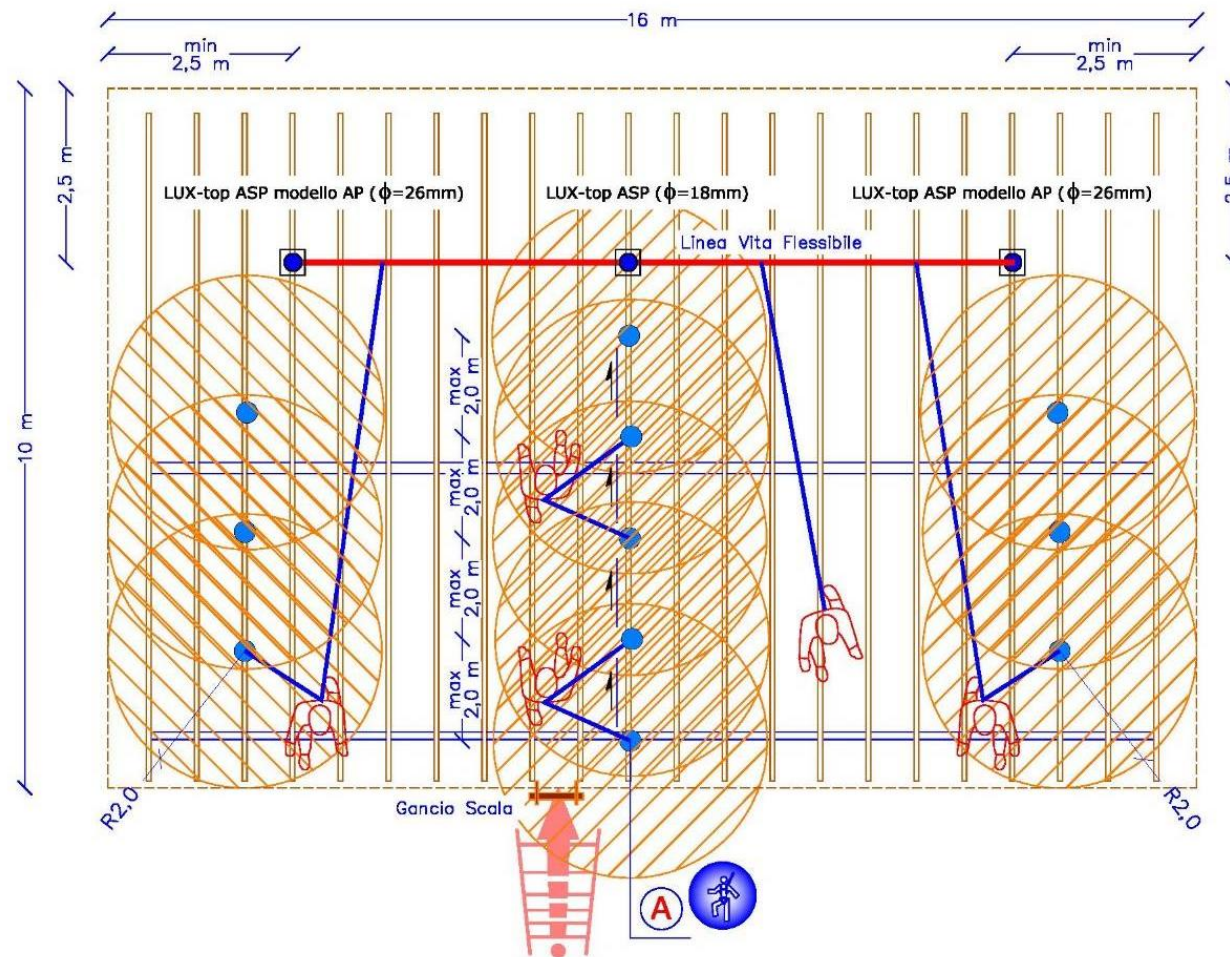 16 m
min
2,5 m
min
2,5 m
2,5 m
2,5 m
10 m
LUX-top ASP modello AP (ϕ=26mm)
LUX-top ASP (ϕ=18mm)
LUX-top ASP modello AP (ϕ=26mm)
Linea Vita Flessibile
max
2,0 m
max
2,0 m
max
2,0 m
max
2,0 m
R2,0
Gancio Scala
R2,0
A